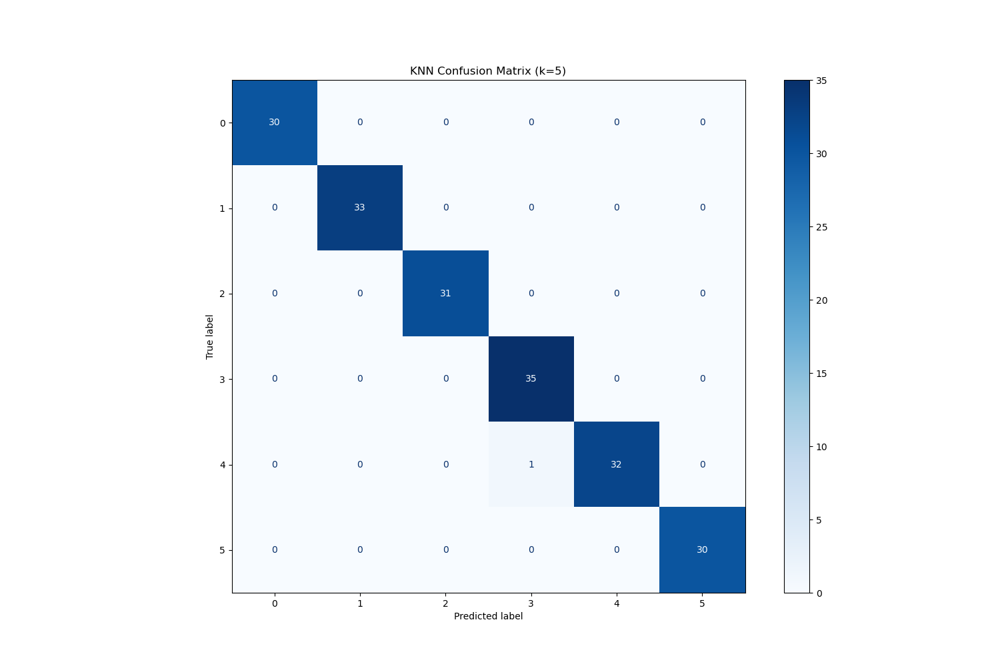 KNN Confusion Matrix (k=5)
35
0 30 0 0 0 0 0
30
1 0 33 0 0 0 0
25
2 0 0 31 0 0 0
20
True label
3 0 0 0 35 0 0
15
10
4 0 0 0 1 32 0
5
5 0 0 0 0 0 30
0
0 1 2 3 4 5
Predicted label